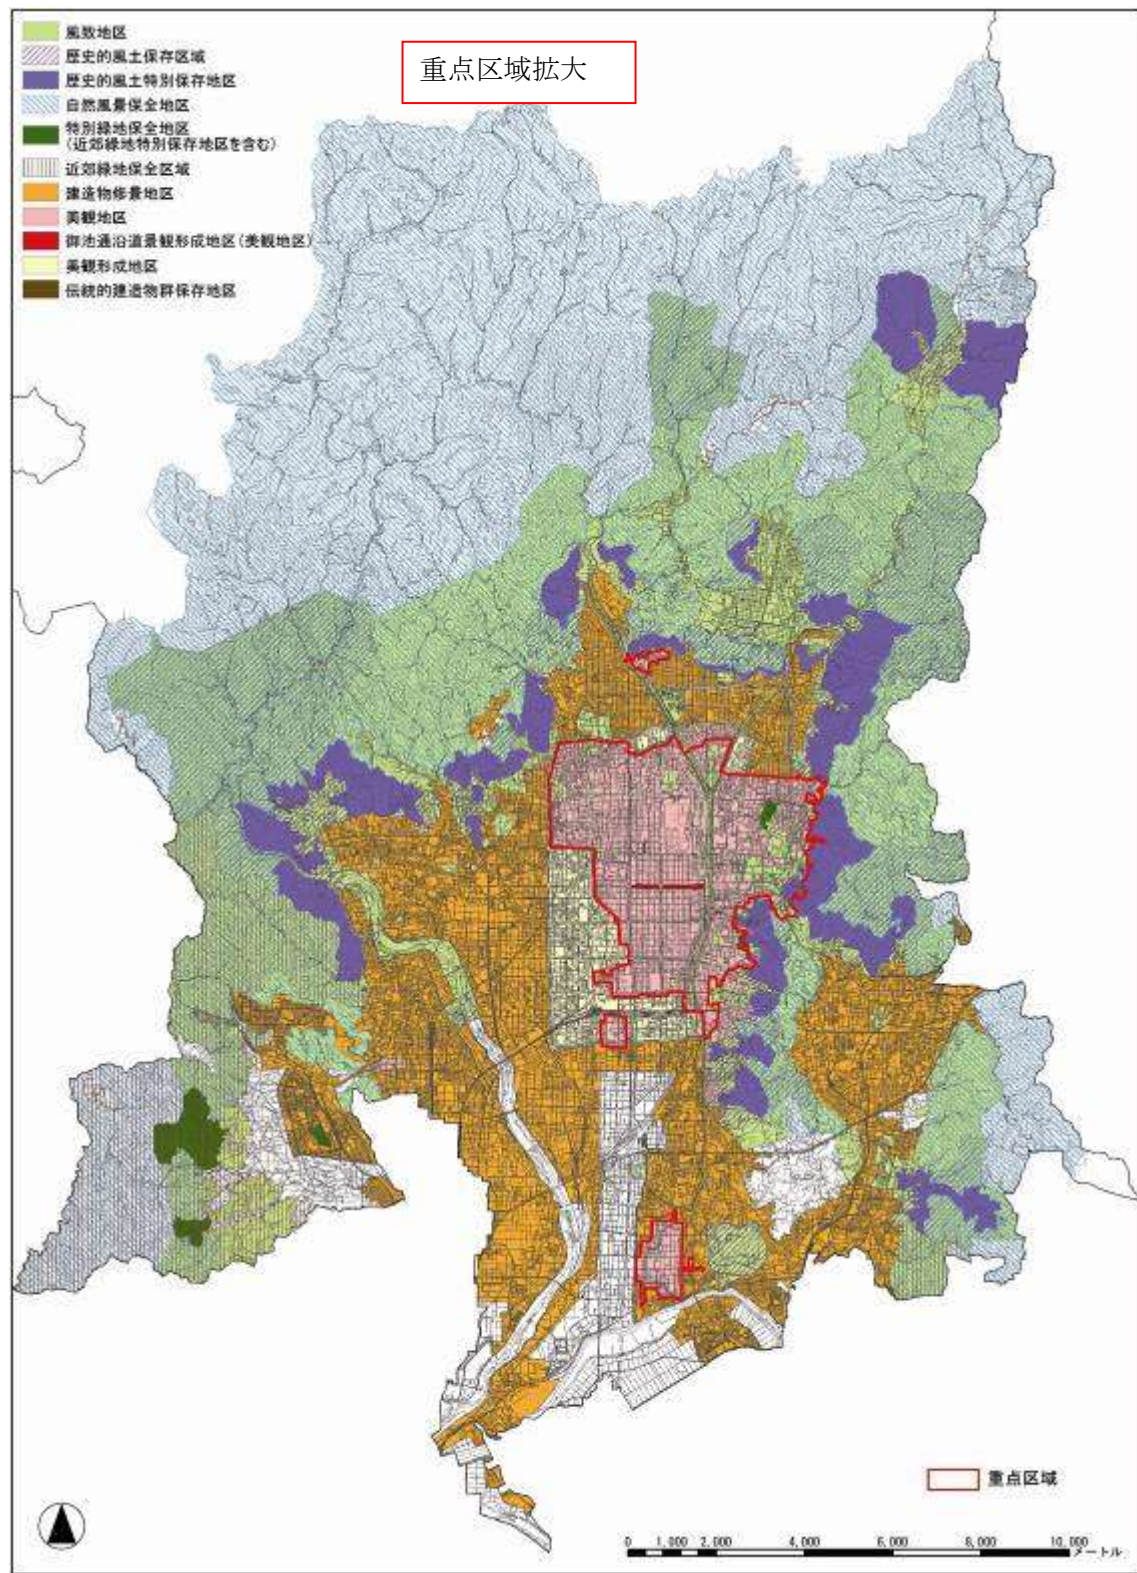 風致地区
歴史的風土保存区域
歴史的風土特別保存地区
自然風景保全地区
特別緑地保全地区
(近郊緑地特別保存地区を含む)
近郊緑地保全区域
建造物修景地区
美観地区
御池通沿道景観形成地区(美観地区)
美観形成地区
伝統的建造物群保存地区
重点区域拡大
重点区域
0 1,000 2,000 4,000 6,000 8,000 10,000
メートル